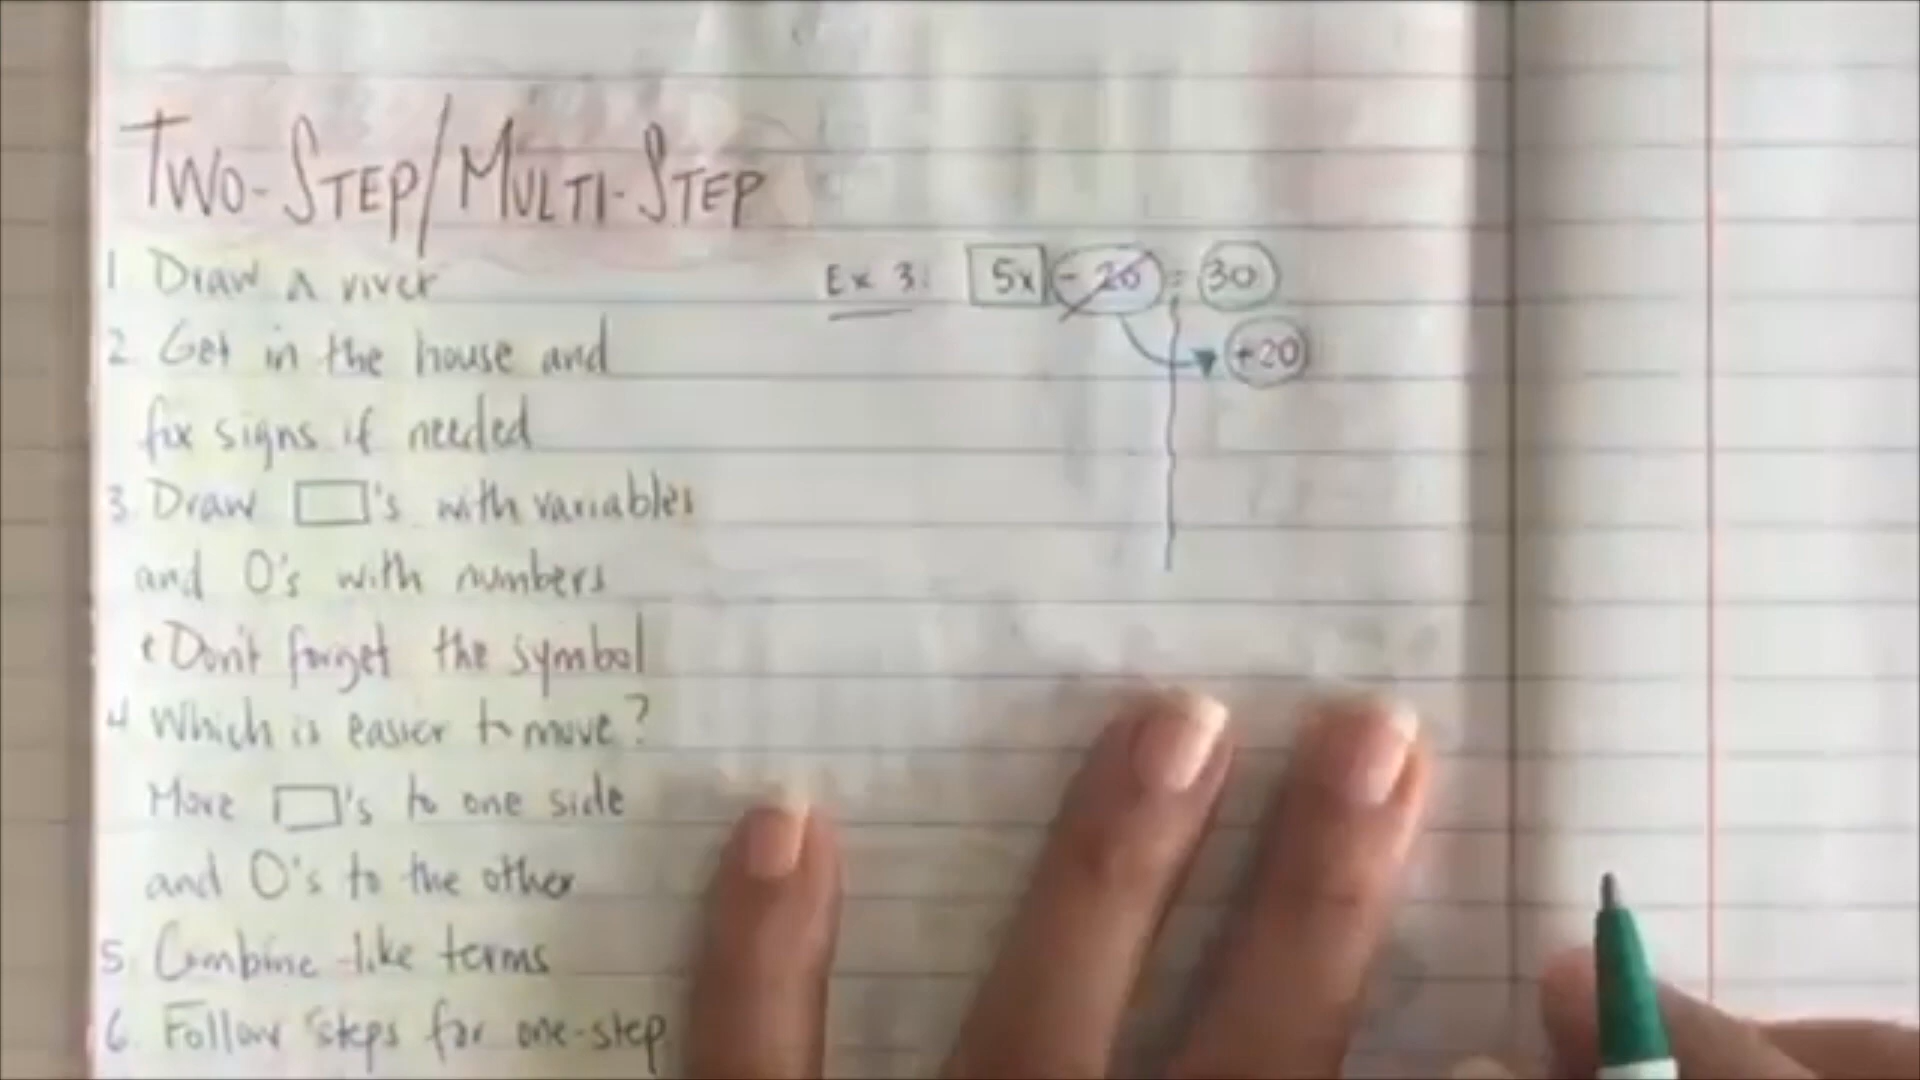 TWO-STEP/MULTI-STEP
1. Draw a river
2. Get in the house and
fix signs if needed
3. Draw □'s with variables
and O's with numbers
• Don't forget the symbol
4 Which is easier to move?
Move □'s to one side
and O's to the other
5. Combine like terms
6. Follow steps for one-step
Ex 3: 5x - 20 = 30
+20